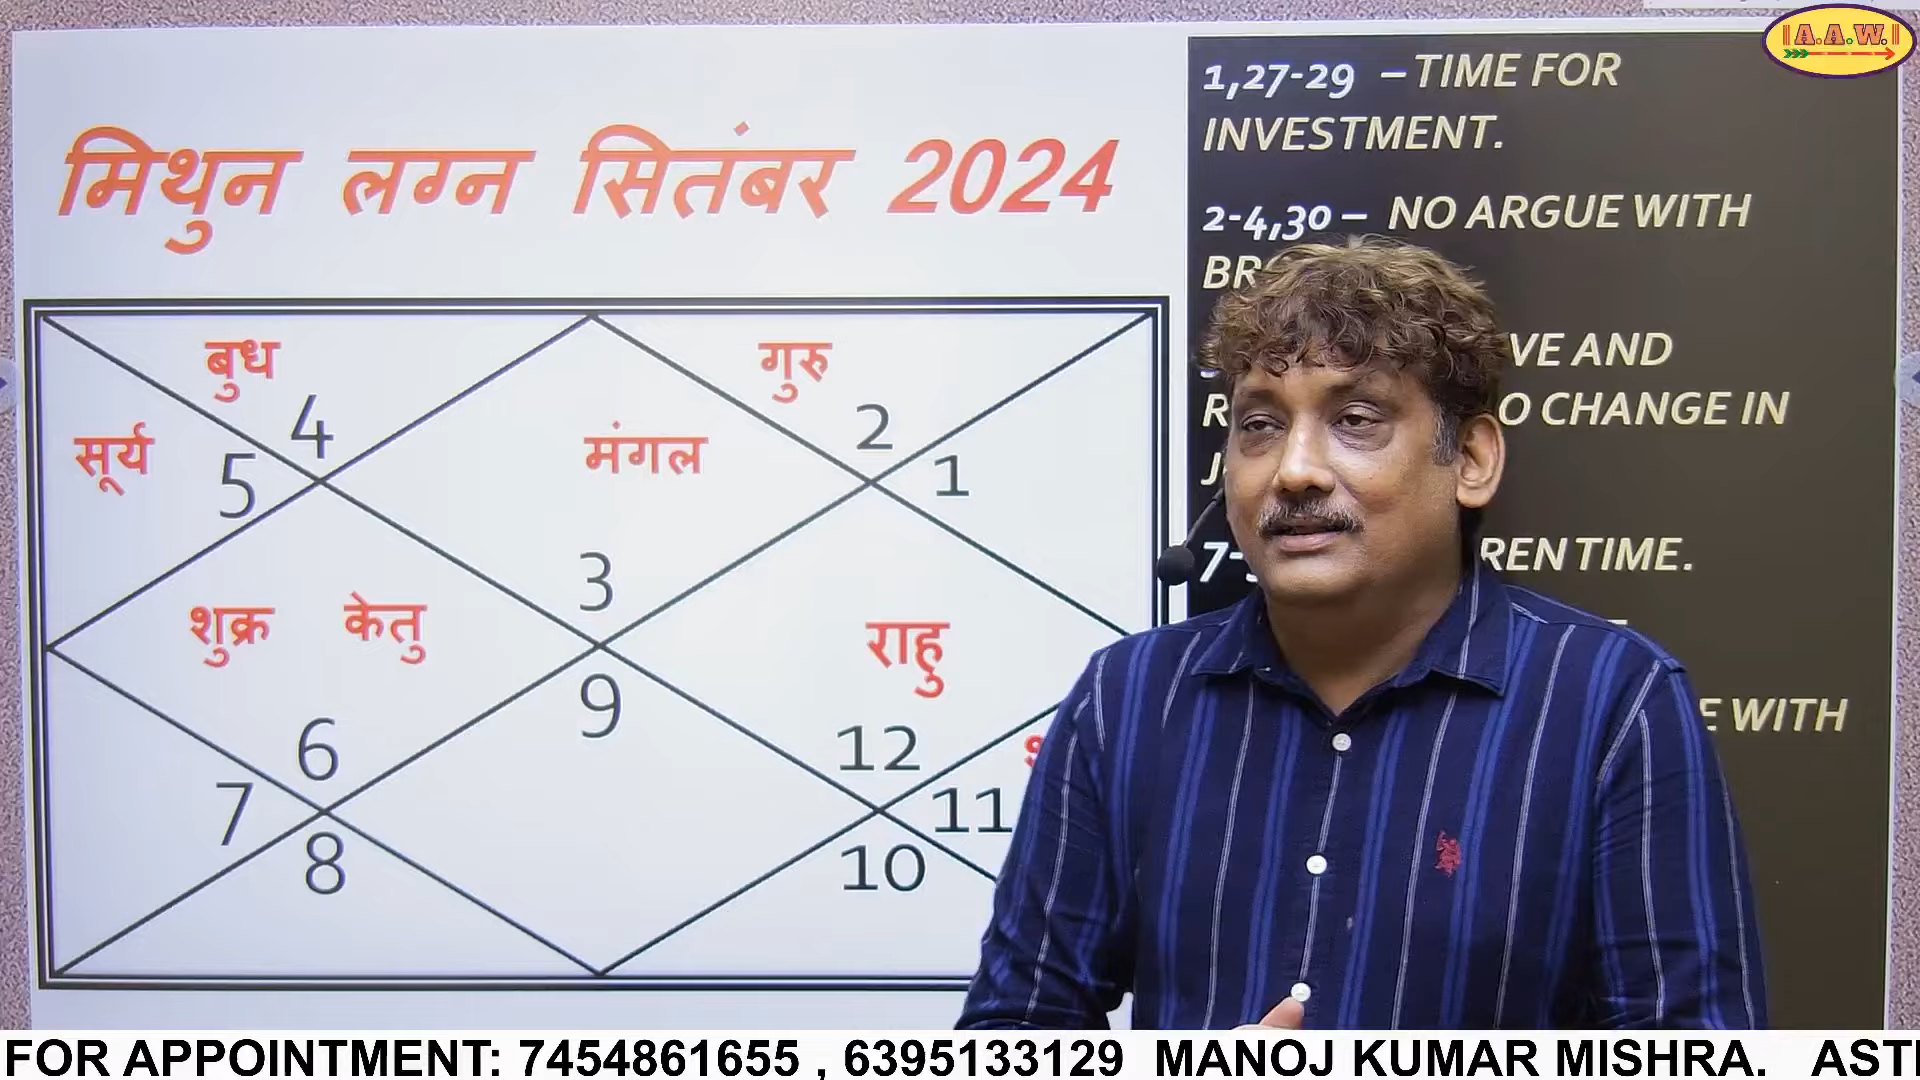 A.A.W.
मिथुन लग्न सितंबर 2024
1,27-29 – TIME FOR
INVESTMENT.
2-4,30 – NO ARGUE WITH
VE AND
O CHANGE IN
REN TIME.
E WITH
बुध
गुरु
4
2
सूर्य
5
मंगल
1
3
शुक्र केतु
राहु
9
6
12
7
11
8
10
FOR APPOINTMENT: 7454861655 , 6395133129 MANOJ KUMAR MISHRA. AST